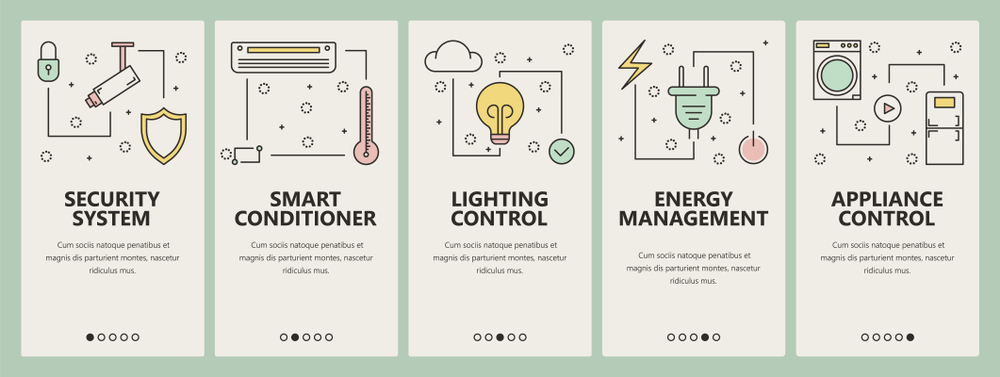 SECURITY
SYSTEM
Cum sociis natoque penatibus et
magnis dis parturient montes, nascetur
ridiculus mus.
SMART
CONDITIONER
Cum sociis natoque penatibus et
magnis dis parturient montes, nascetur
ridiculus mus.
LIGHTING
CONTROL
Cum sociis natoque penatibus et
magnis dis parturient montes, nascetur
ridiculus mus.
ENERGY
MANAGEMENT
Cum sociis natoque penatibus et
magnis dis parturient montes, nascetur
ridiculus mus.
APPLIANCE
CONTROL
Cum sociis natoque penatibus et
magnis dis parturient montes, nascetur
ridiculus mus.